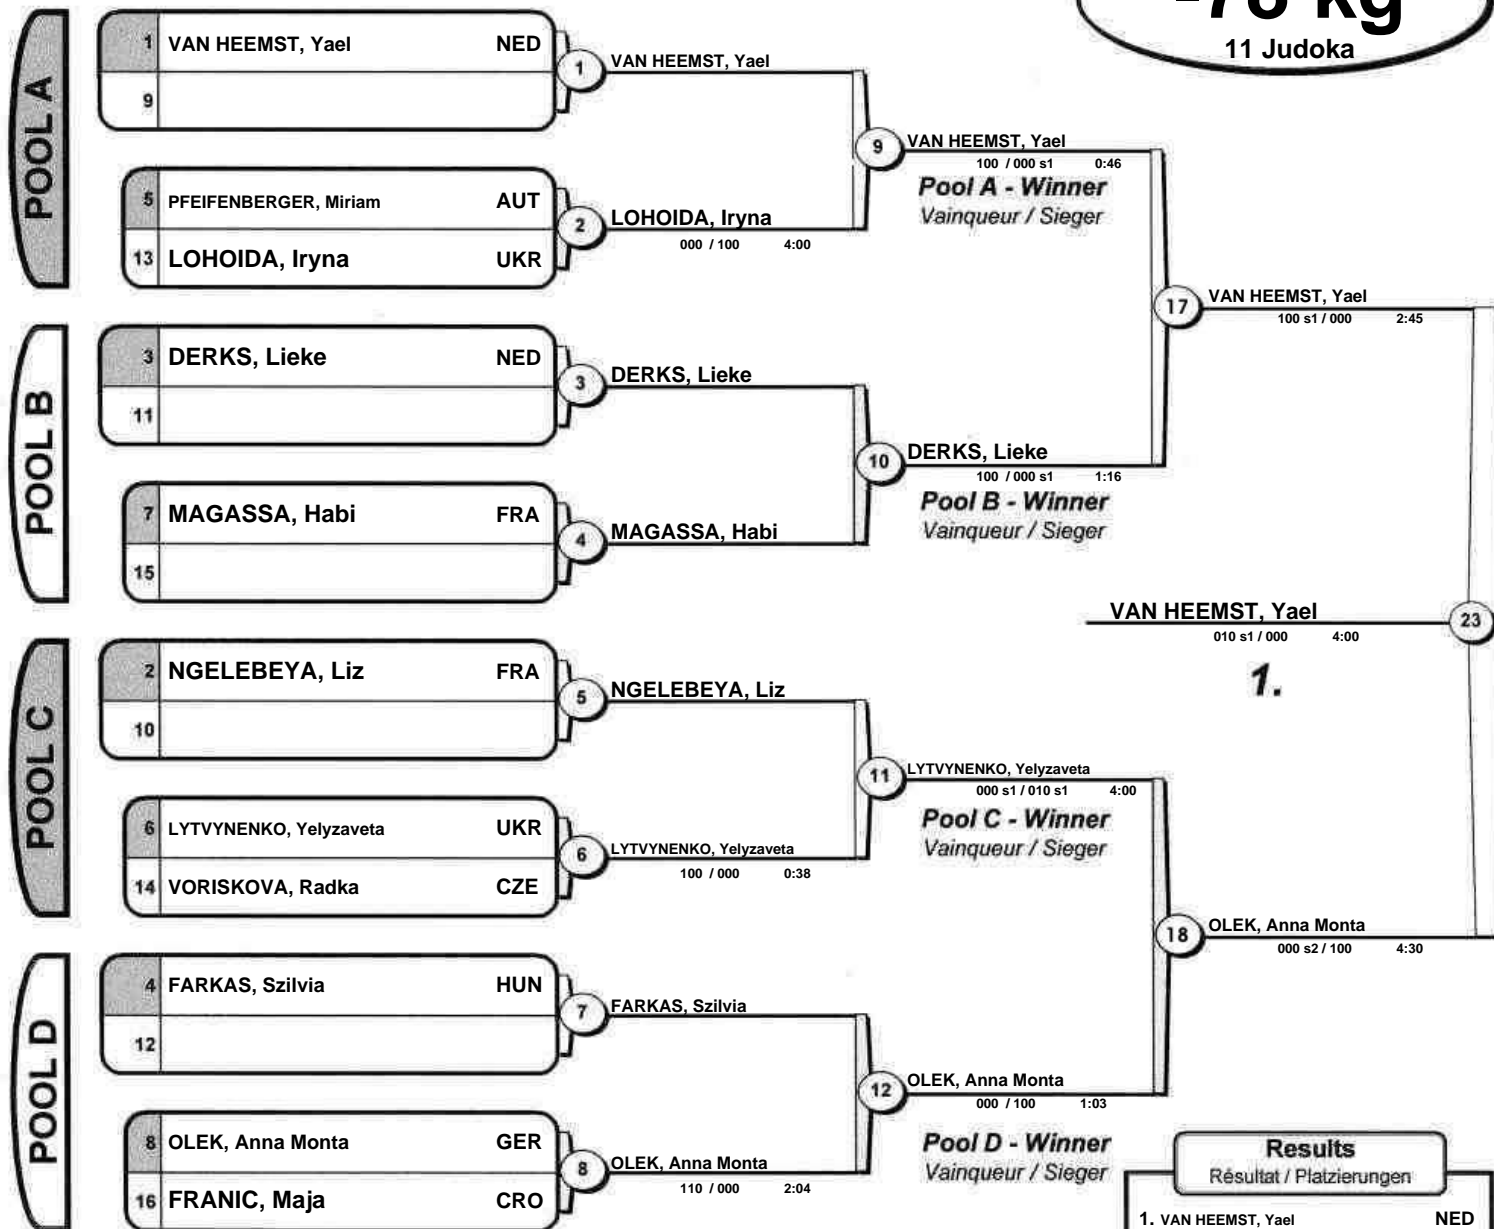 -78 kg
11 Judoka
POOL A
1 VAN HEEMST, Yael NED
9
5 PFEIFENBERGER, Miriam AUT
13 LOHOIDA, Iryna UKR
1 VAN HEEMST, Yael
2 LOHOIDA, Iryna
000 / 100 4:00
9 VAN HEEMST, Yael
100 / 000 s1 0:46
Pool A - Winner
Vainqueur / Sieger
POOL B
3 DERKS, Lieke NED
11
7 MAGASSA, Habi FRA
15
3 DERKS, Lieke
4 MAGASSA, Habi
10 DERKS, Lieke
100 / 000 s1 1:16
Pool B - Winner
Vainqueur / Sieger
17 VAN HEEMST, Yael
100 s1 / 000 2:45
POOL C
2 NGELEBEYA, Liz FRA
10
6 LYTVYNENKO, Yelyzaveta UKR
14 VORISKOVA, Radka CZE
5 NGELEBEYA, Liz
6 LYTVYNENKO, Yelyzaveta
100 / 000 0:38
11 LYTVYNENKO, Yelyzaveta
000 s1 / 010 s1 4:00
Pool C - Winner
Vainqueur / Sieger
POOL D
4 FARKAS, Szilvia HUN
12
8 OLEK, Anna Monta GER
16 FRANIC, Maja CRO
7 FARKAS, Szilvia
8 OLEK, Anna Monta
110 / 000 2:04
12 OLEK, Anna Monta
000 / 100 1:03
Pool D - Winner
Vainqueur / Sieger
18 OLEK, Anna Monta
000 s2 / 100 4:30
VAN HEEMST, Yael 23
010 s1 / 000 4:00
1.
Results
Résultat / Platzierungen
1. VAN HEEMST, Yael NED